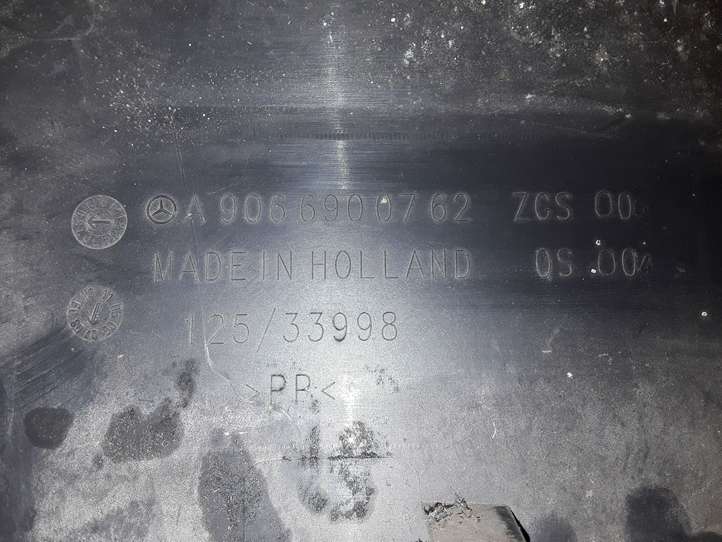 A 906 690 07 62 ZGS 00
MADE IN HOLLAND QS 00
125/33998
>PP<